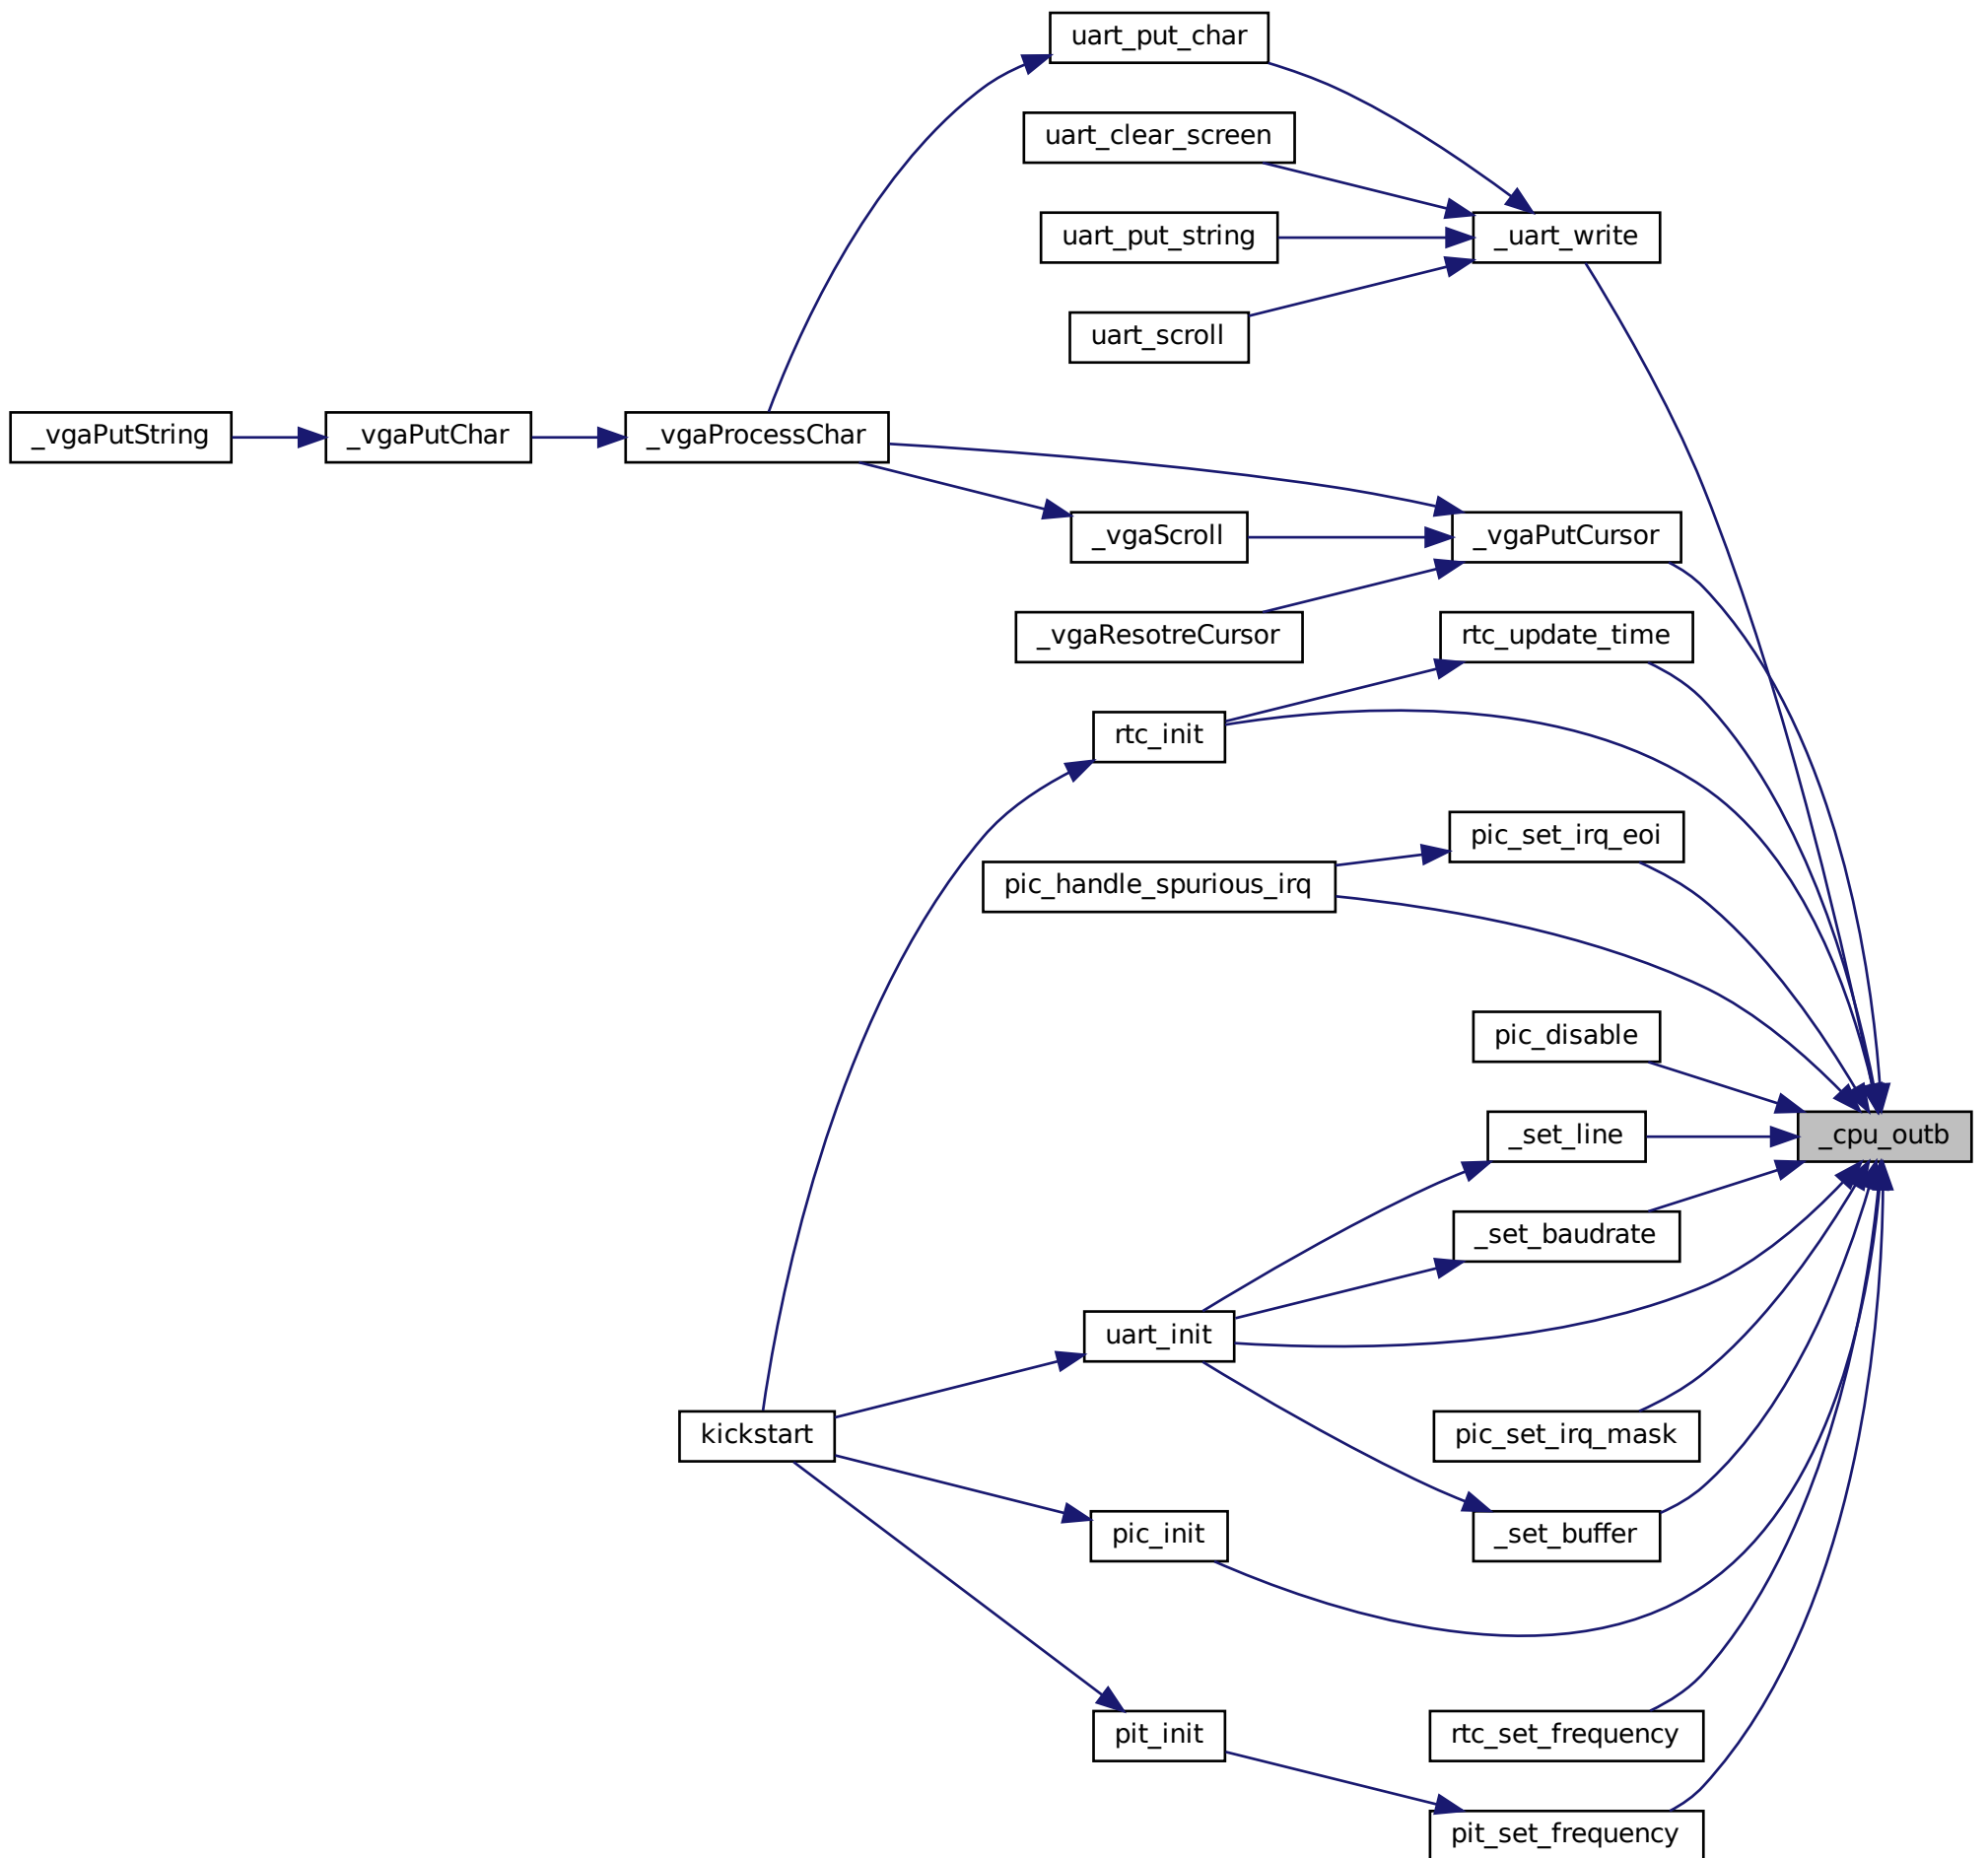 uart_put_char
uart_clear_screen
uart_put_string
_uart_write
uart_scroll
_vgaPutString
_vgaPutChar
_vgaProcessChar
_vgaScroll
_vgaPutCursor
_vgaResotreCursor
rtc_update_time
rtc_init
pic_set_irq_eoi
pic_handle_spurious_irq
pic_disable
_set_line
_cpu_outb
_set_baudrate
uart_init
kickstart
pic_set_irq_mask
pic_init
_set_buffer
pit_init
rtc_set_frequency
pit_set_frequency